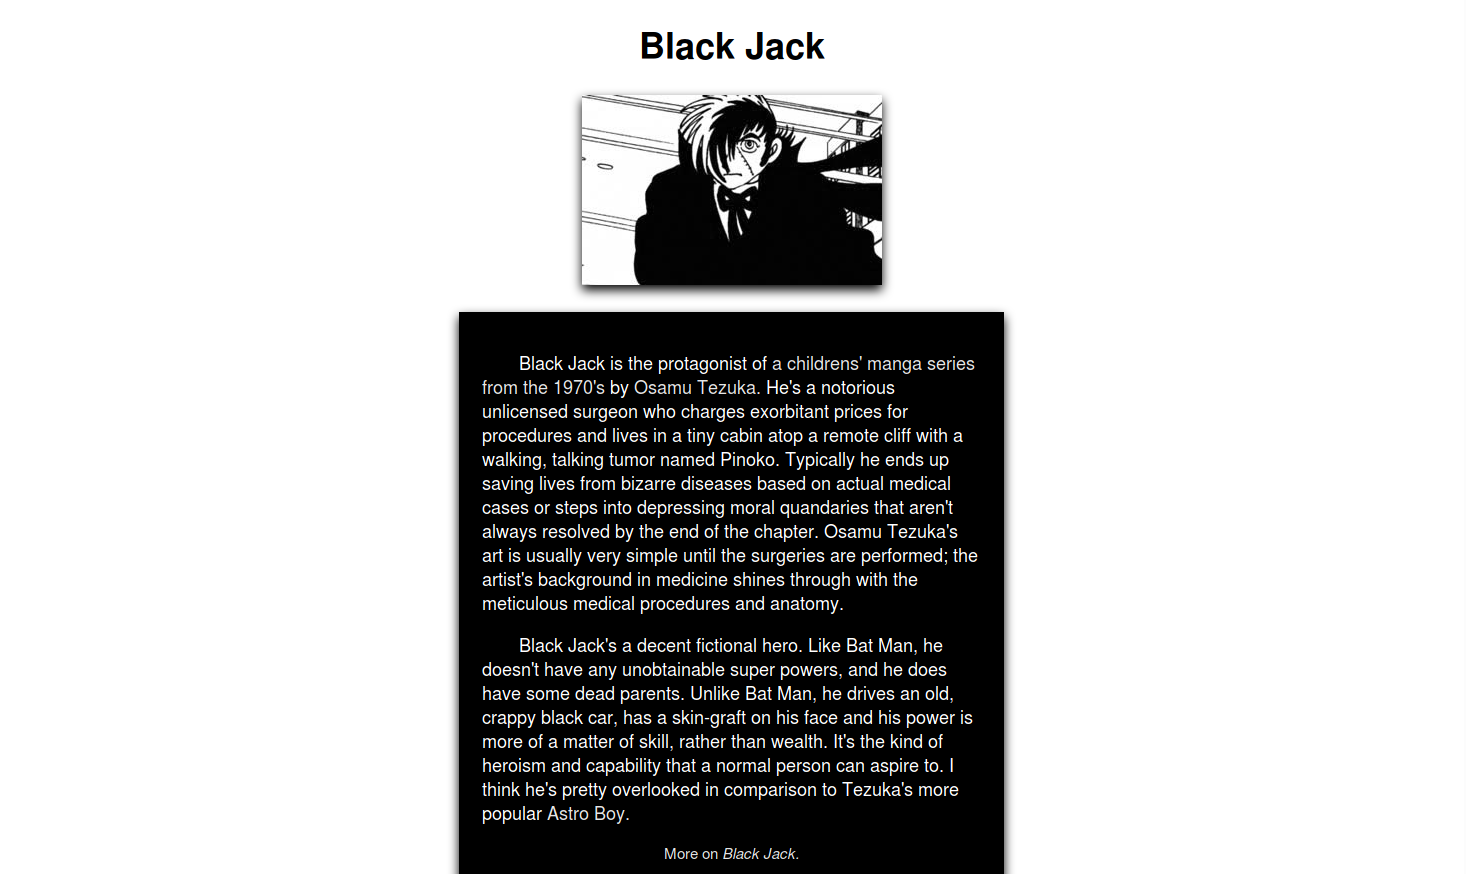 Black Jack
Black Jack is the protagonist of a childrens' manga series
from the 1970's by Osamu Tezuka. He's a notorious
unlicensed surgeon who charges exorbitant prices for
procedures and lives in a tiny cabin atop a remote cliff with a
walking, talking tumor named Pinoko. Typically he ends up
saving lives from bizarre diseases based on actual medical
cases or steps into depressing moral quandaries that aren't
always resolved by the end of the chapter. Osamu Tezuka's
art is usually very simple until the surgeries are performed; the
artist's background in medicine shines through with the
meticulous medical procedures and anatomy.
Black Jack's a decent fictional hero. Like Bat Man, he
doesn't have any unobtainable super powers, and he does
have some dead parents. Unlike Bat Man, he drives an old,
crappy black car, has a skin-graft on his face and his power is
more of a matter of skill, rather than wealth. It's the kind of
heroism and capability that a normal person can aspire to. I
think he's pretty overlooked in comparison to Tezuka's more
popular Astro Boy.
More on Black Jack.